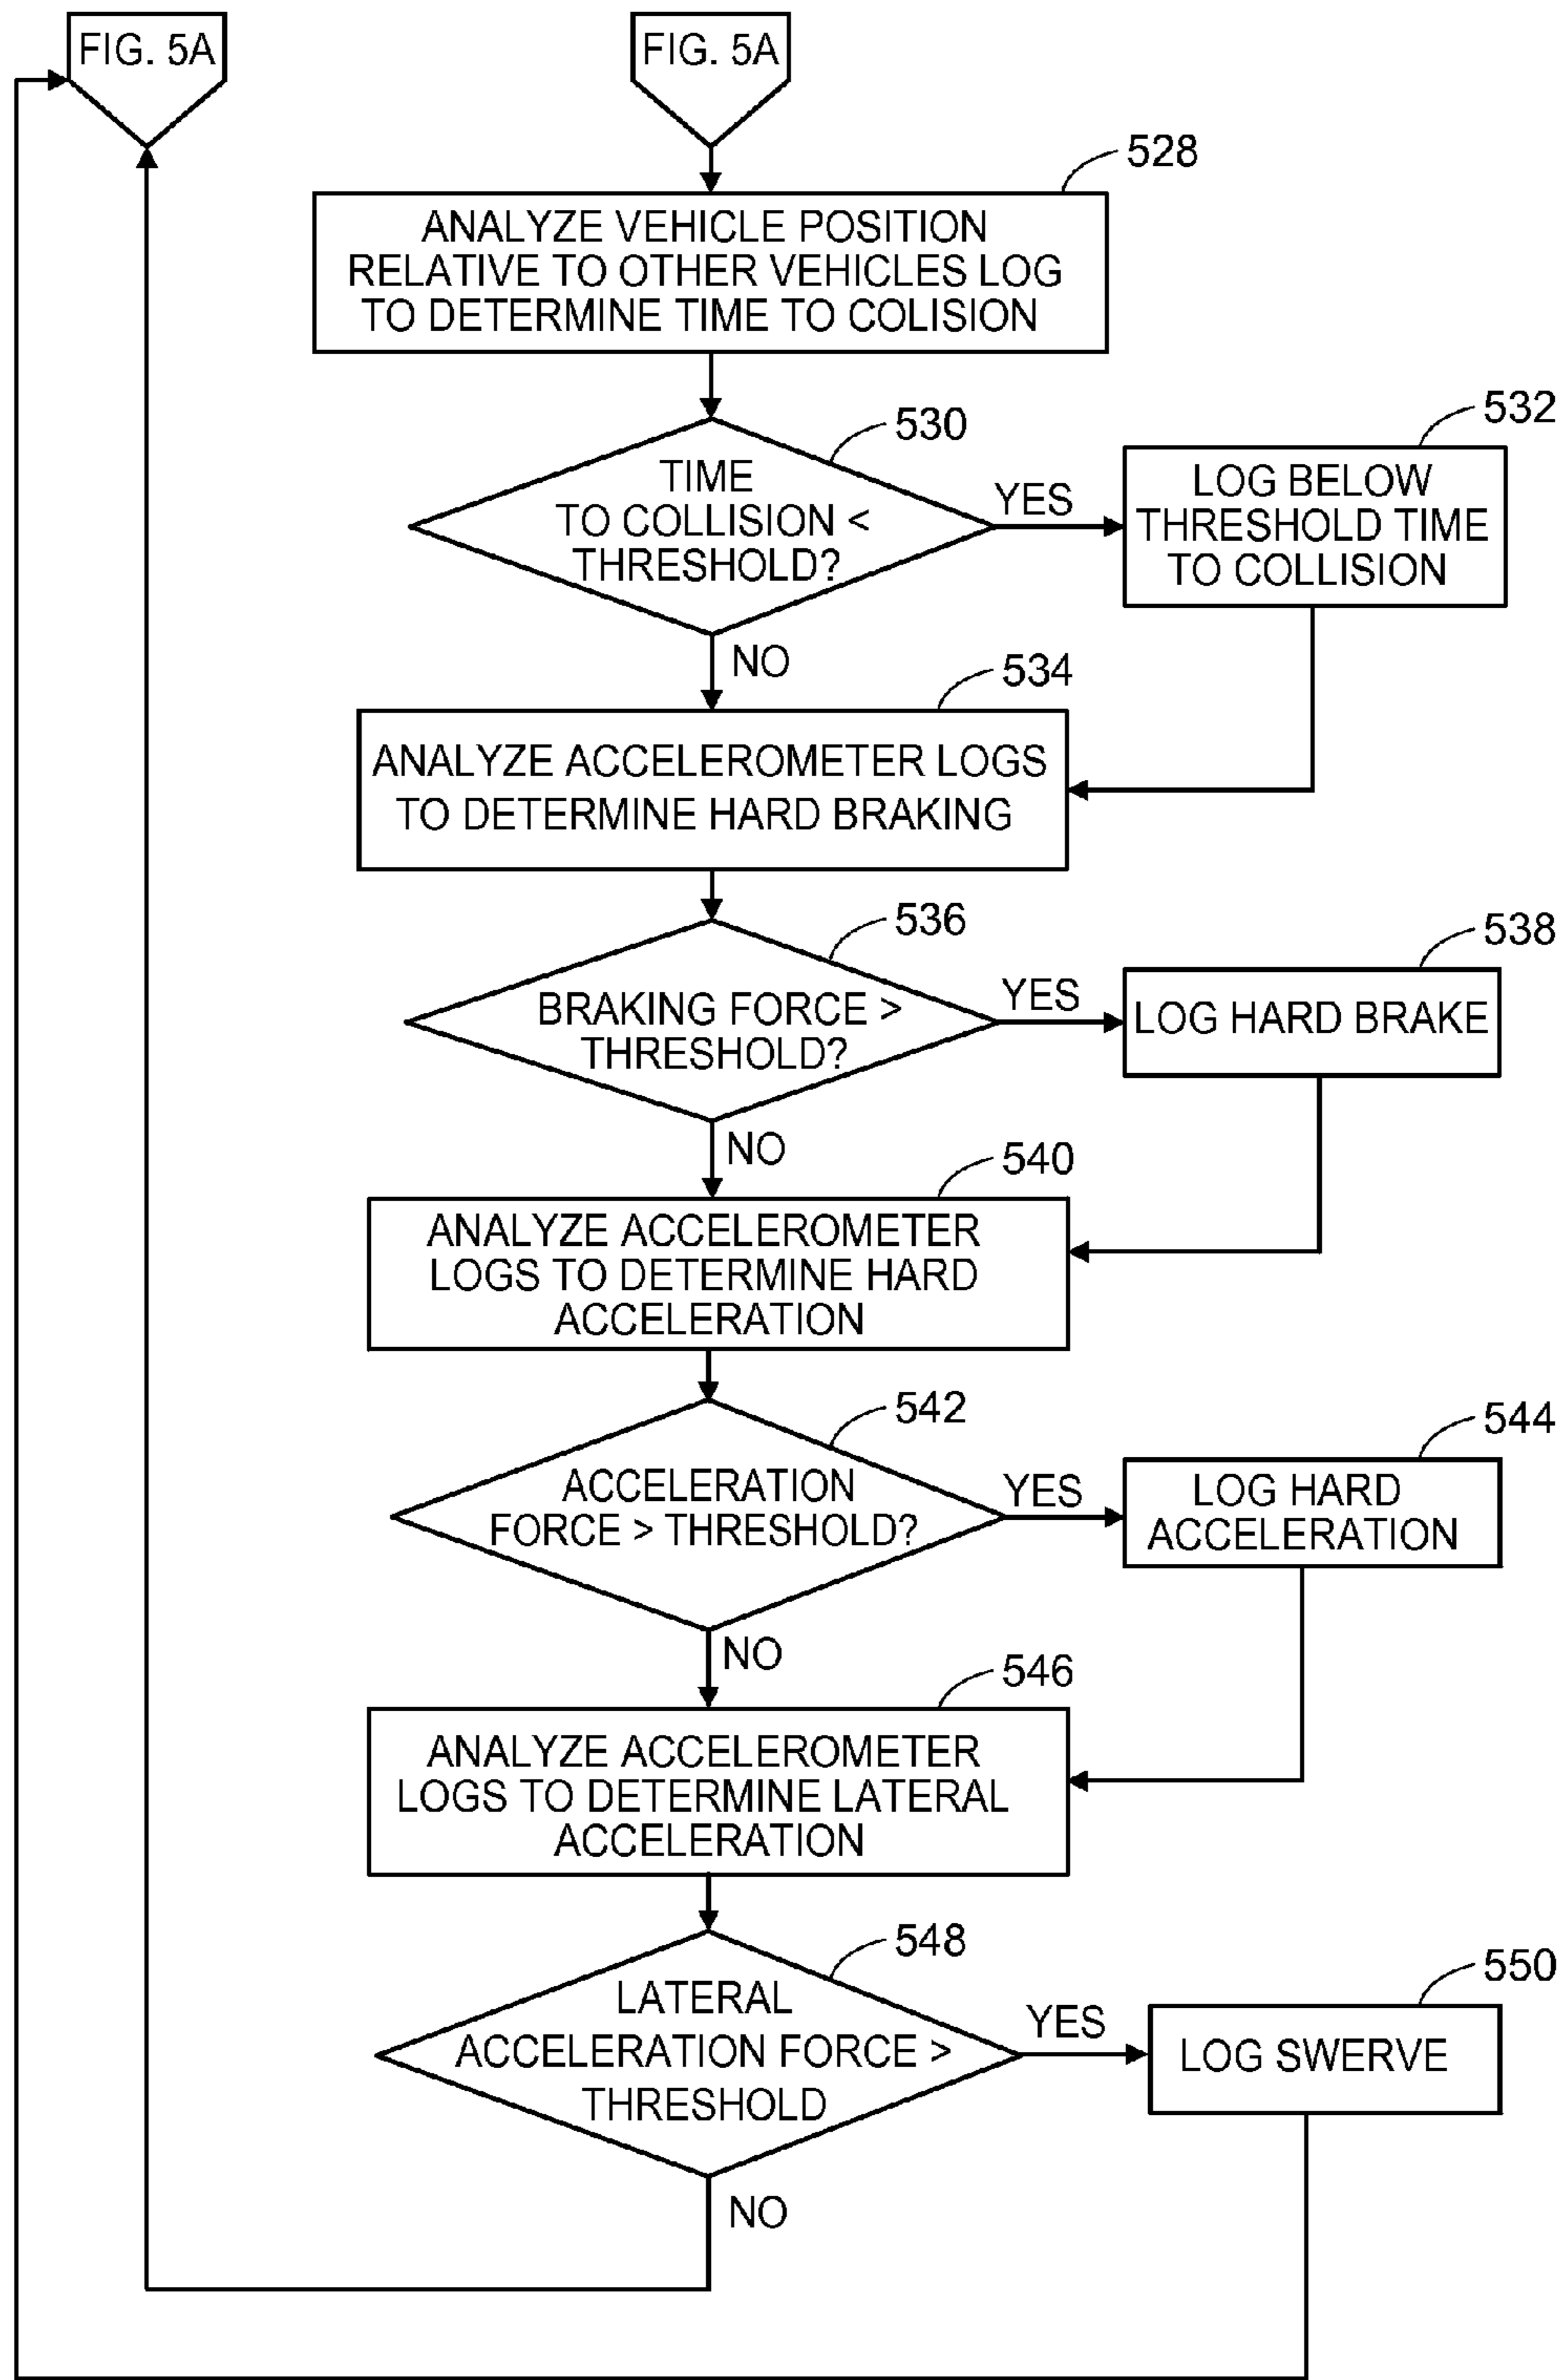 FIG. 5A
FIG. 5A
528
ANALYZE VEHICLE POSITION
RELATIVE TO OTHER VEHICLES LOG
TO DETERMINE TIME TO COLISION
530
TIME
TO COLLISION <
THRESHOLD?
YES
532
LOG BELOW
THRESHOLD TIME
TO COLLISION
NO
534
ANALYZE ACCELEROMETER LOGS
TO DETERMINE HARD BRAKING
536
BRAKING FORCE >
THRESHOLD?
YES
538
LOG HARD BRAKE
NO
540
ANALYZE ACCELEROMETER
LOGS TO DETERMINE HARD
ACCELERATION
542
ACCELERATION
FORCE > THRESHOLD?
YES
544
LOG HARD
ACCELERATION
NO
546
ANALYZE ACCELEROMETER
LOGS TO DETERMINE LATERAL
ACCELERATION
548
LATERAL
ACCELERATION FORCE >
THRESHOLD
YES
550
LOG SWERVE
NO